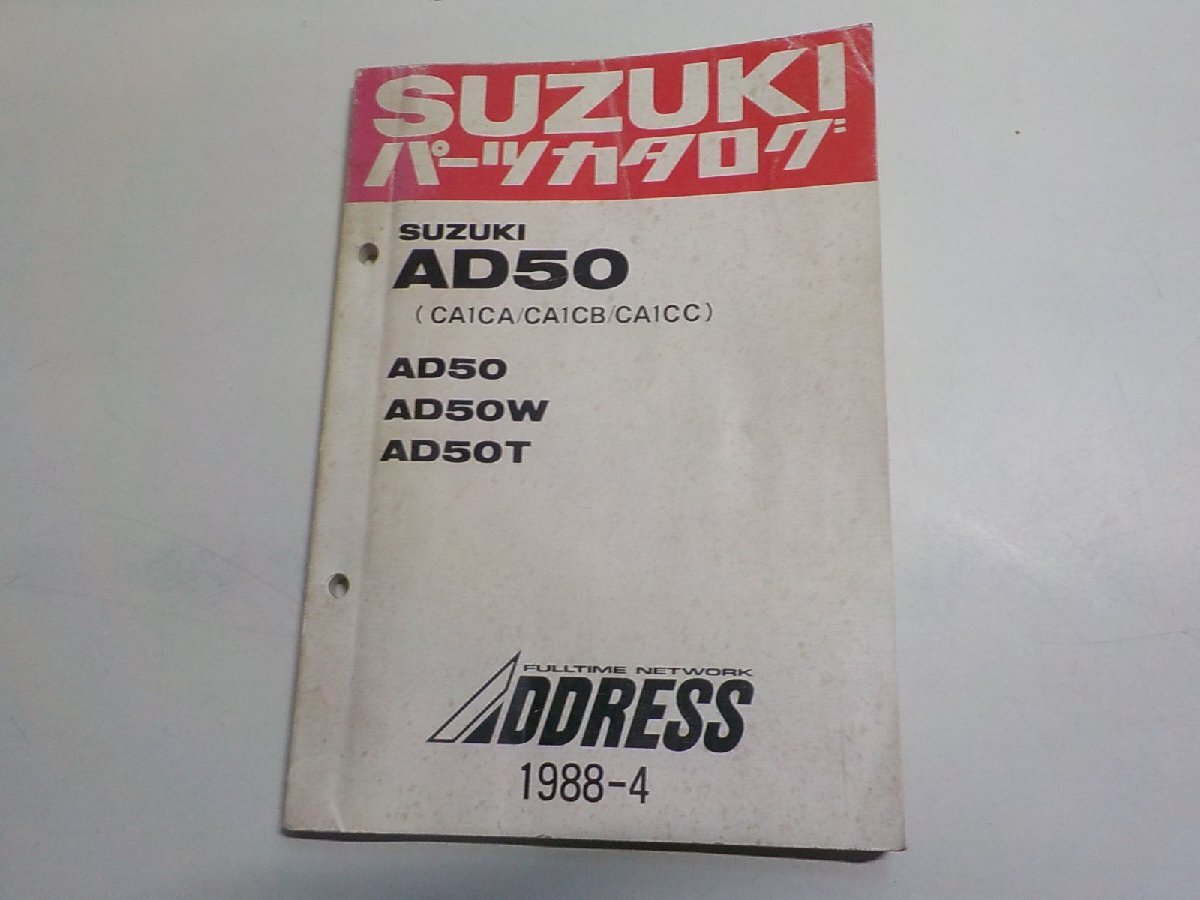 SUZUKI
パーツカタログ
SUZUKI
AD50
(CA1CA/CA1CB/CA1CC)
AD50
AD50W
AD50T
FULLTIME NETWORK
ADDRESS
1988-4